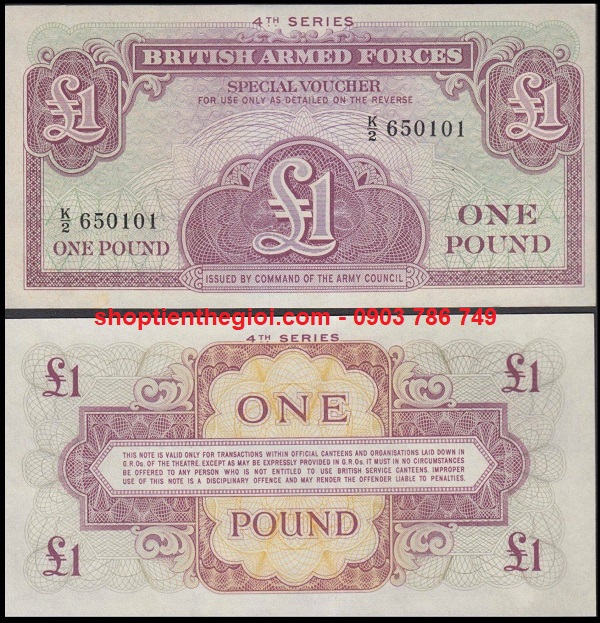 4TH SERIES
BRITISH ARMED FORCES
£1 £1
SPECIAL VOUCHER
FOR USE ONLY AS DETAILED ON THE REVERSE
K/2 650101
£1
K/2 650101
ONE POUND
ONE
POUND
ISSUED BY COMMAND OF THE ARMY COUNCIL
shoptienthegioi.com - 0903 786 749
4TH SERIES
£1 £1
ONE
THIS NOTE IS VALID ONLY FOR TRANSACTIONS WITHIN OFFICIAL CANTEENS AND ORGANISATIONS LAID DOWN IN
G.R.Os. OF THE THEATRE. EXCEPT AS MAY BE EXPRESSLY PROVIDED IN G.R.Os. IT MUST IN NO CIRCUMSTANCES
BE OFFERED TO ANY PERSON WHO IS NOT ENTITLED TO USE BRITISH SERVICE CANTEENS. IMPROPER
USE OF THIS NOTE IS A DISCIPLINARY OFFENCE AND MAY RENDER THE OFFENDER LIABLE TO PENALTIES.
POUND
£1 £1